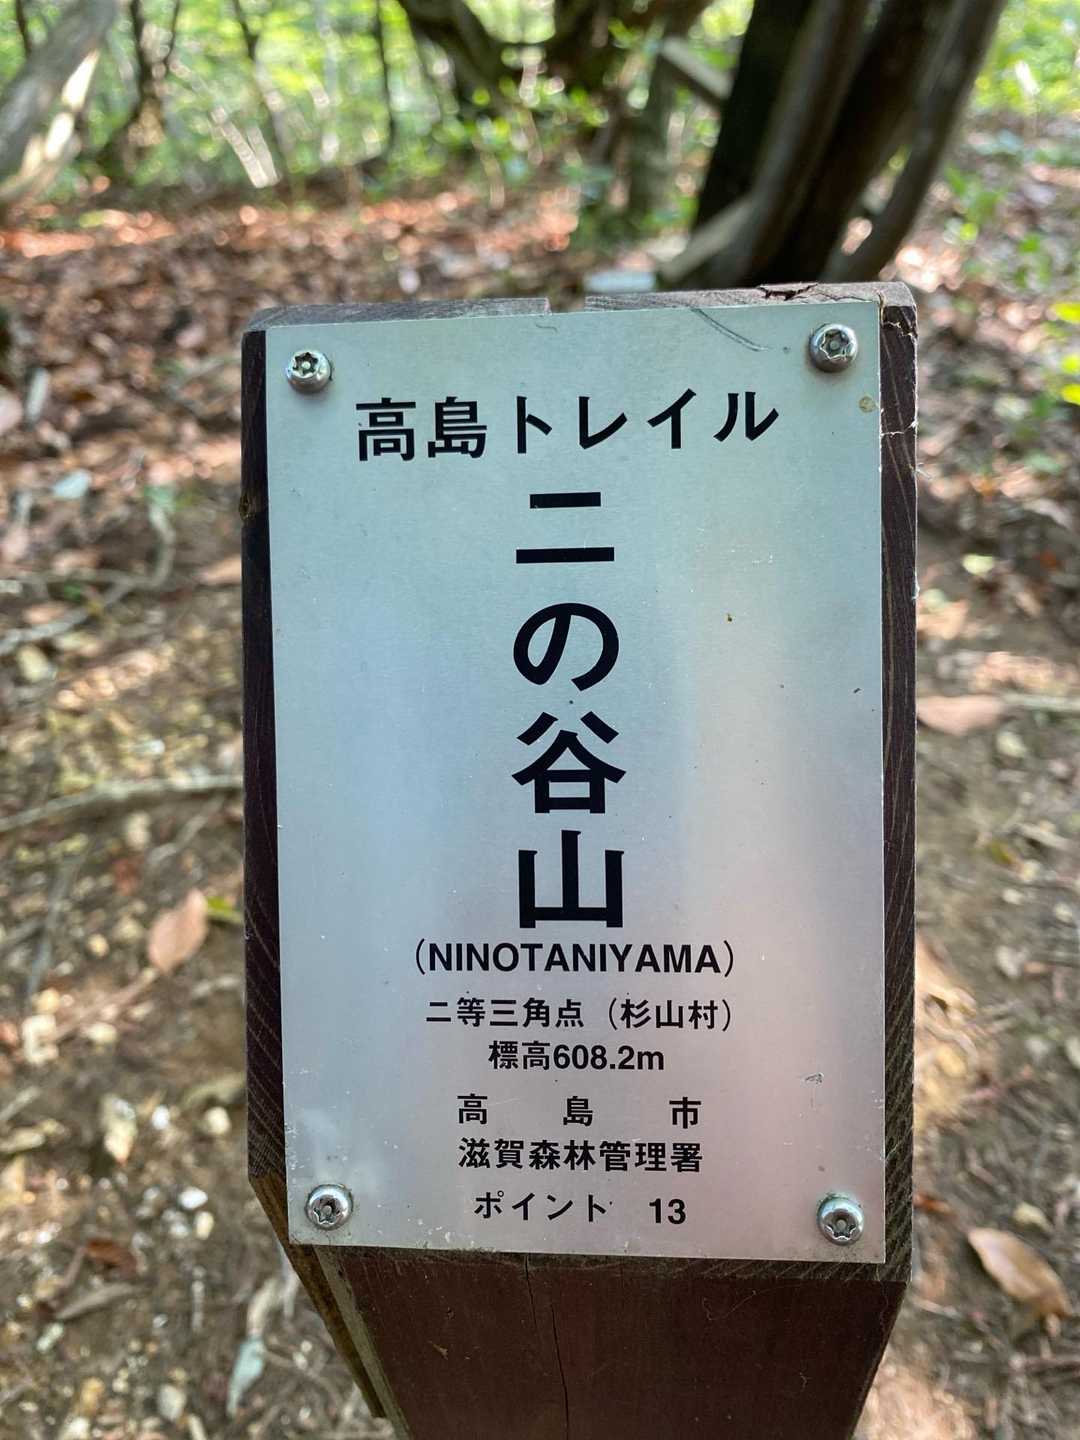 高島トレイル
二の谷山
（NINOTANIYAMA）
二等三角点（杉山村）
標高608.2m
高島市
滋賀森林管理署
ポイント 13